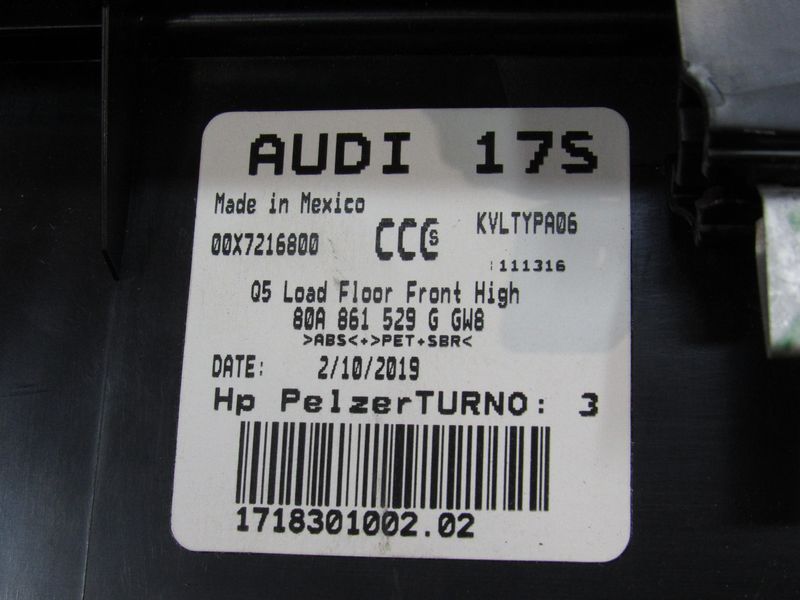 AUDI 17S
Made in Mexico
00X7216800
CCCs
KVLTYPA06
:111316
Q5 Load Floor Front High
80A 861 529 G GW8
>ABS<+>PET+SBR<
DATE: 2/10/2019
Hp PelzerTURNO: 3
1718301002.02